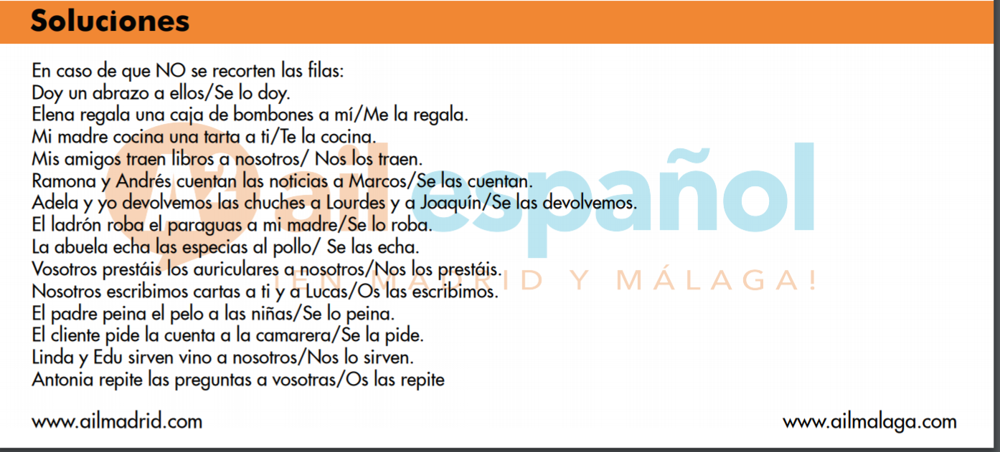 Soluciones
En caso de que NO se recorten las filas:
Doy un abrazo a ellos/Se lo doy.
Elena regala una caja de bombones a mí/Me la regala.
Mi madre cocina una tarta a ti/Te la cocina.
Mis amigos traen libros a nosotros/ Nos los traen.
Ramona y Andrés cuentan las noticias a Marcos/Se las cuentan.
Adela y yo devolvemos las chuches a Lourdes y a Joaquín/Se las devolvemos.
El ladrón roba el paraguas a mi madre/Se lo roba.
La abuela echa las especias al pollo/ Se las echa.
Vosotros prestáis los auriculares a nosotros/Nos los prestáis.
Nosotros escribimos cartas a ti y a Lucas/Os las escribimos.
El padre peina el pelo a las niñas/Se lo peina.
El cliente pide la cuenta a la camarera/Se la pide.
Linda y Edu sirven vino a nosotros/Nos lo sirven.
Antonia repite las preguntas a vosotras/Os las repite
ail español
¡EN MADRID Y MÁLAGA!
www.ailmadrid.com
www.ailmalaga.com